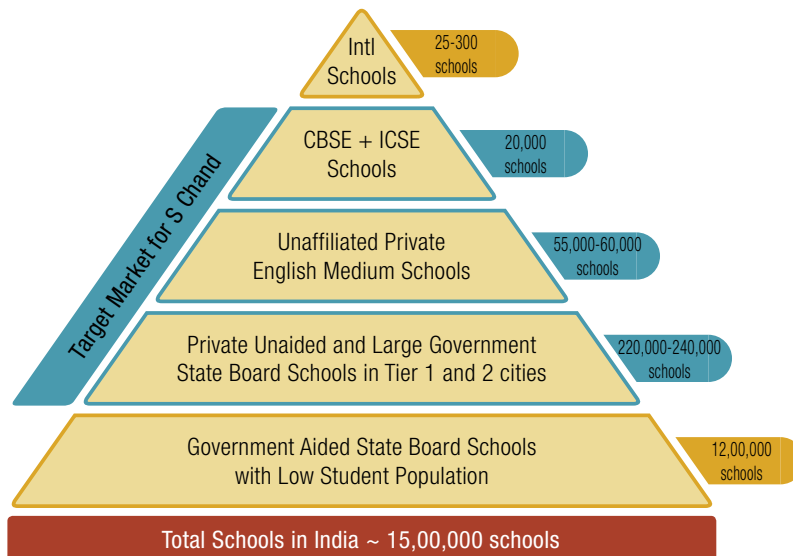 Intl
Schools
25-300
schools
Target Market for S Chand
CBSE + ICSE
Schools
20,000
schools
Unaffiliated Private
English Medium Schools
55,000-60,000
schools
Private Unaided and Large Government
State Board Schools in Tier 1 and 2 cities
220,000-240,000
schools
Government Aided State Board Schools
with Low Student Population
12,00,000
schools
Total Schools in India ~ 15,00,000 schools